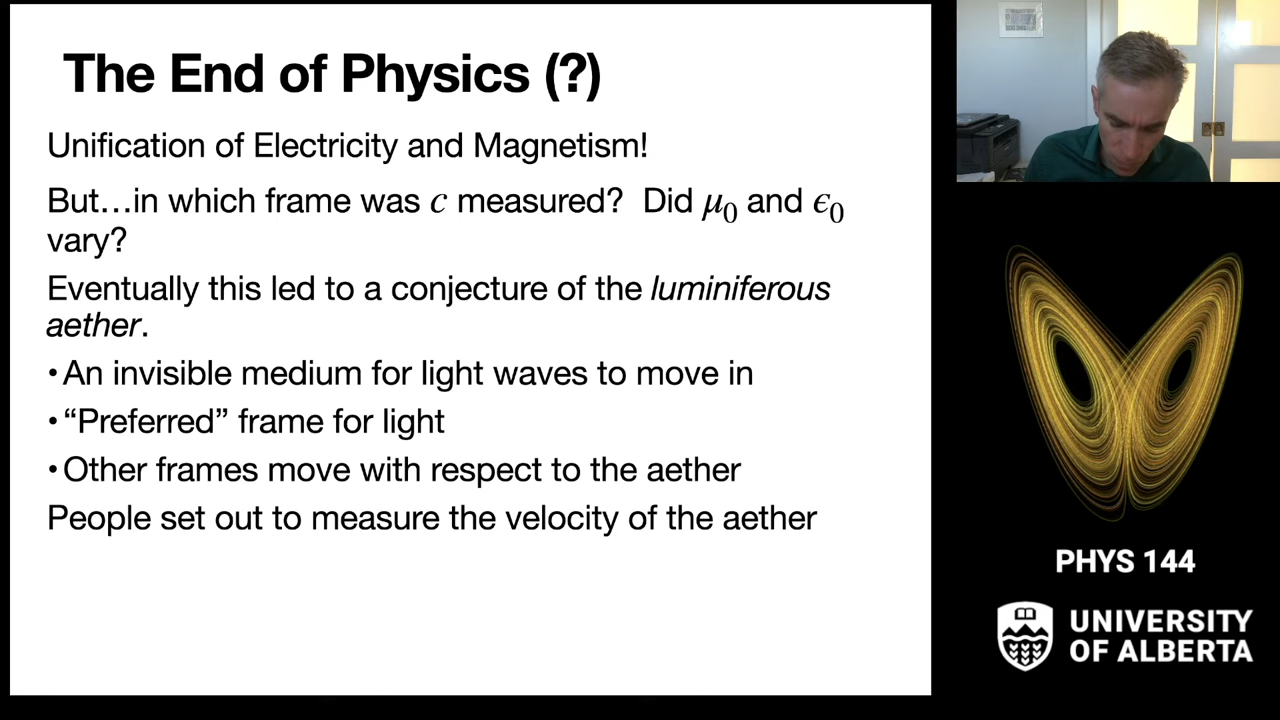 The End of Physics (?)
Unification of Electricity and Magnetism!
But…in which frame was c measured? Did μ₀ and ϵ₀
vary?
Eventually this led to a conjecture of the luminiferous
aether.
• An invisible medium for light waves to move in
• “Preferred” frame for light
• Other frames move with respect to the aether
People set out to measure the velocity of the aether
PHYS 144
UNIVERSITY
OF ALBERTA